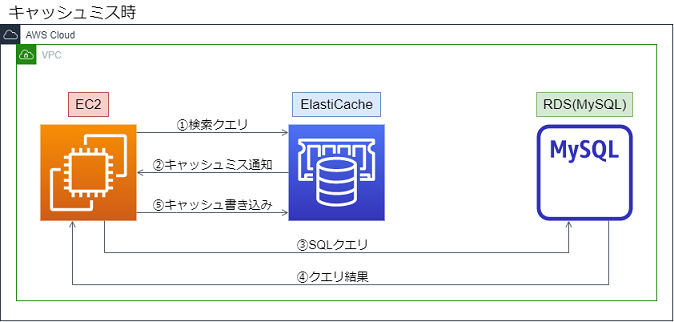 キャッシュミス時
AWS Cloud
VPC
EC2
ElastiCache
RDS(MySQL)
①検索クエリ
②キャッシュミス通知
⑤キャッシュ書き込み
MySQL
③SQLクエリ
④クエリ結果